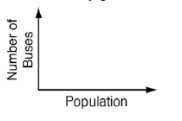 Number of
Buses
Population